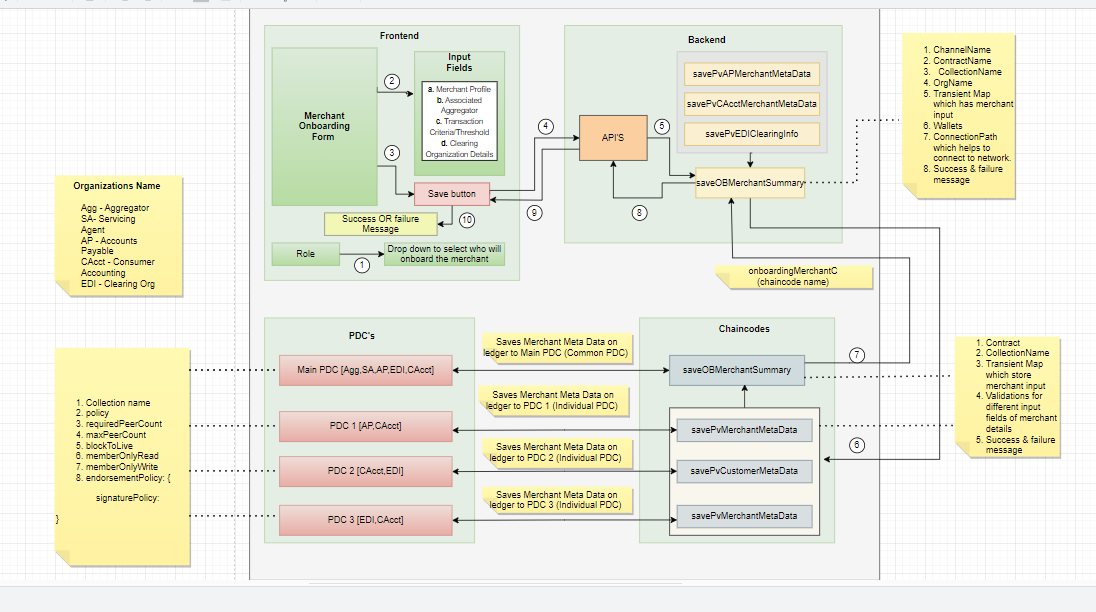 Frontend
Merchant
Onboarding
Form
2
3
Input
Fields
a. Merchant Profile
b. Associated
Aggregator
c. Transaction
Criteria/Threshold
d. Clearing
Organization Details
Save button
Success OR failure
Message
10
Role
1
Drop down to select who will
onboard the merchant
4
9
Backend
API'S
5
8
savePvAPMerchantMetaData
savePvCAcctMerchantMetaData
savePvEDIClearingInfo
saveOBMerchantSummary
1. ChannelName
2. ContractName
3. CollectionName
4. OrgName
5. Transient Map
which has merchant
input
6. Wallets
7. ConnectionPath
which helps to
connect to network.
8. Success & failure
message
Organizations Name
Agg - Aggregator
SA- Servicing
Agent
AP - Accounts
Payable
CAcct - Consumer
Accounting
EDI - Clearing Org
onboardingMerchantC
(chaincode name)
PDC's
Main PDC [Agg,SA,AP,EDI,CAcct]
PDC 1 [AP,CAcct]
PDC 2 [CAcct,EDI]
PDC 3 [EDI,CAcct]
Saves Merchant Meta Data on
ledger to Main PDC (Common PDC)
Saves Merchant Meta Data on
ledger to PDC 1 (Individual PDC)
Saves Merchant Meta Data on
ledger to PDC 2 (Individual PDC)
Saves Merchant Meta Data on
ledger to PDC 3 (Individual PDC)
Chaincodes
saveOBMerchantSummary
savePvMerchantMetaData
savePvCustomerMetaData
savePvMerchantMetaData
7
6
1. Contract
2. CollectionName
3. Transient Map
which store
merchant input
4. Validations for
different input
fields of merchant
details
5. Success & failure
message
1. Collection name
2. policy
3. requiredPeerCount
4. maxPeerCount
5. blockToLive
6. memberOnlyRead
7. memberOnlyWrite
8. endorsementPolicy: {
signaturePolicy:
}